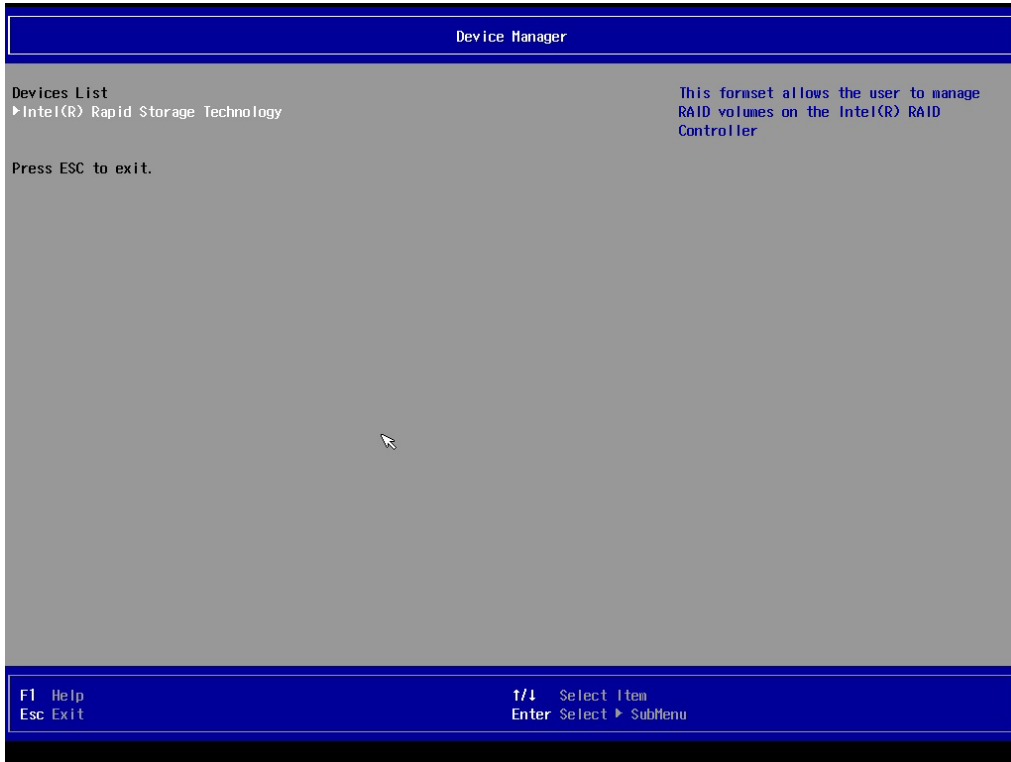 Device Manager
Devices List
▶Intel(R) Rapid Storage Technology
Press ESC to exit.
This formset allows the user to manage
RAID volumes on the Intel(R) RAID
Controller
F1 Help
Esc Exit
↑/↓ Select Item
Enter Select ▶ SubMenu